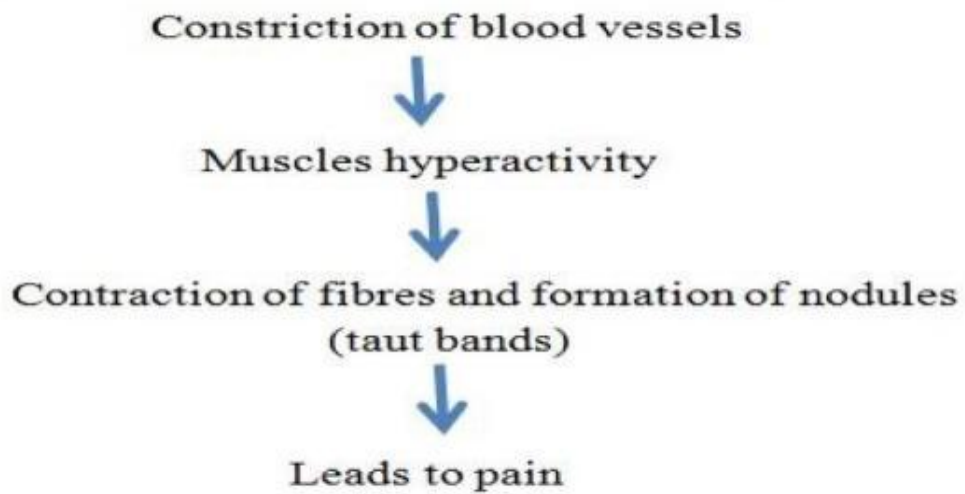 Constriction of blood vessels
Muscles hyperactivity
Contraction of fibres and formation of nodules
(taut bands)
Leads to pain